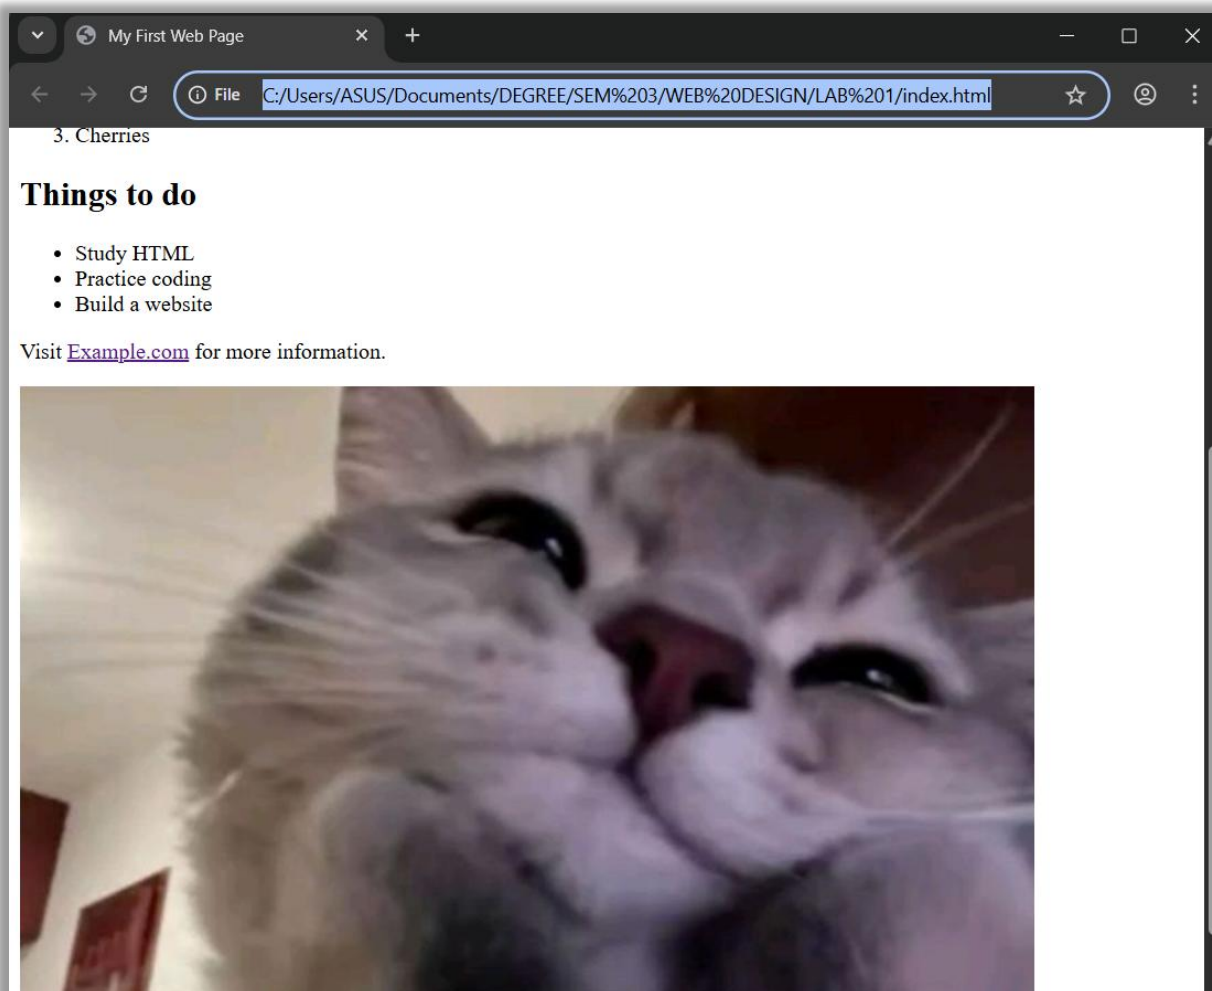 My First Web Page
File C:/Users/ASUS/Documents/DEGREE/SEM%203/WEB%20DESIGN/LAB%201/index.html
3. Cherries
Things to do
• Study HTML
• Practice coding
• Build a website
Visit Example.com for more information.